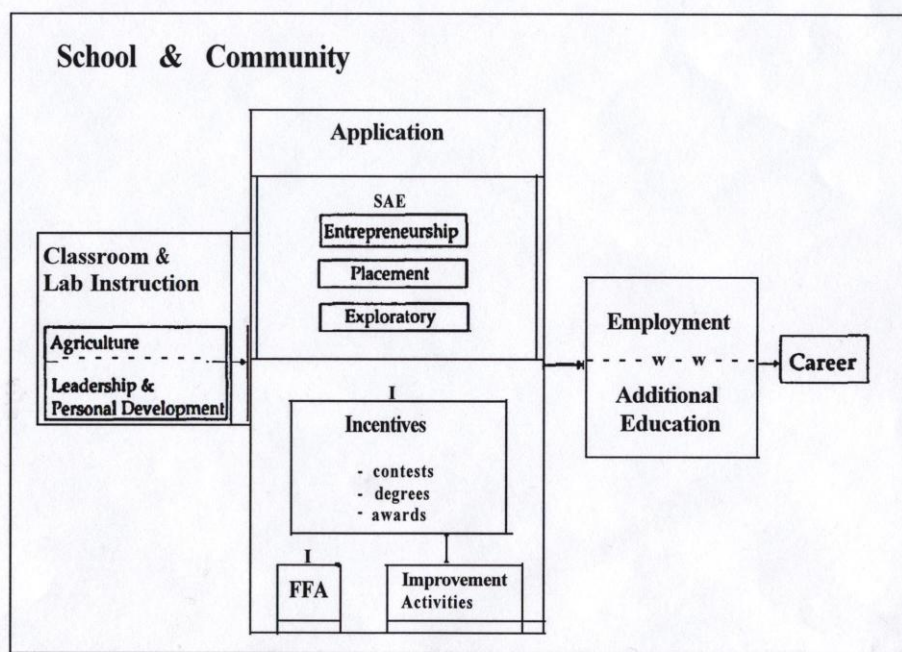 School & Community
Application
SAE
Entrepreneurship
Placement
Exploratory
Classroom &
Lab Instruction
Agriculture
Leadership &
Personal Development
I
Incentives
- contests
- degrees
- awards
I
FFA
Improvement
Activities
Employment
w w
Additional
Education
Career